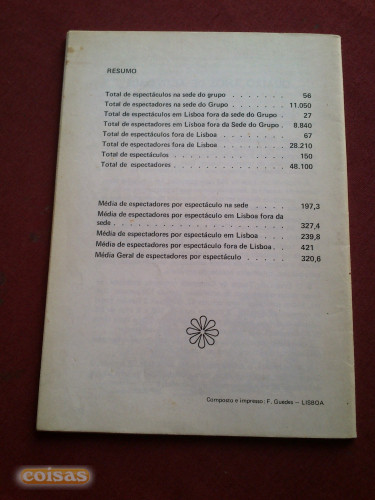 RESUMO
Total de espectáculos na sede do grupo . . . . . . . . 56
Total de espectadores na sede do Grupo . . . . . . . . 11.050
Total de espectáculos em Lisboa fora da sede do Grupo . 27
Total de espectadores em Lisboa fora da Sede do Grupo . 8.840
Total de espectáculos fora de Lisboa . . . . . . . . . 67
Total de espectadores fora de Lisboa . . . . . . . . . 28.210
Total de espectáculos . . . . . . . . . . . . . . . 150
Total de espectadores . . . . . . . . . . . . . . . 48.100
Média de espectadores por espectáculo na sede . . . . 197,3
Média de espectadores por espectáculo em Lisboa fora da
sede . . . . . . . . . . . . . . . . . . . . . . 327,4
Média de espectadores por espectáculo em Lisboa . . . . 239,8
Média de espectadores por espectáculo fora de Lisboa . . 421
Média Geral de espectadores por espectáculo . . . . . 320,6
Composto e impresso: F. Guedes — LISBOA
coisas